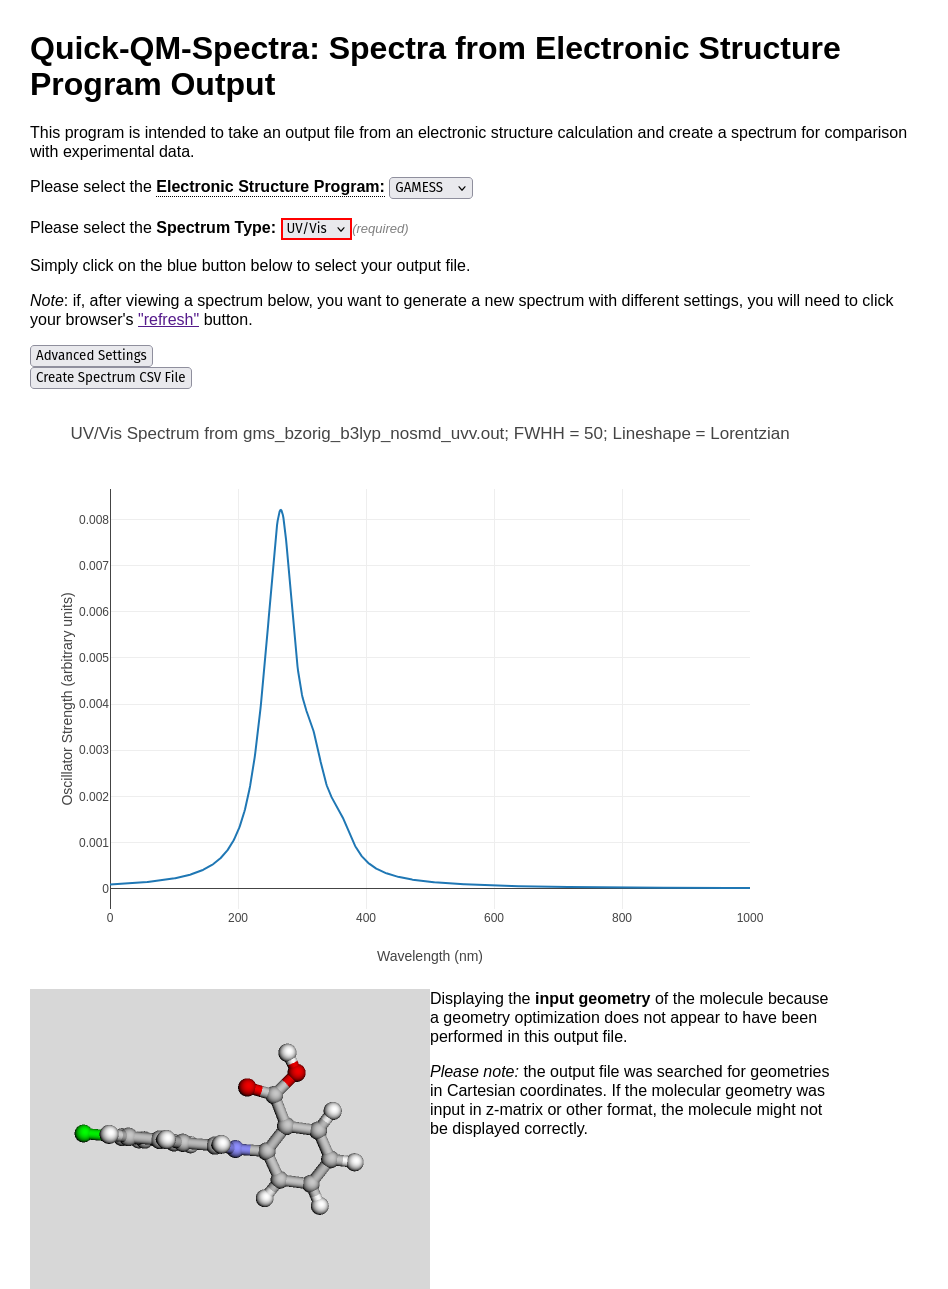 Quick-QM-Spectra: Spectra from Electronic Structure
Program Output
This program is intended to take an output file from an electronic structure calculation and create a spectrum for comparison
with experimental data.
Please select the Electronic Structure Program: GAMESS
Please select the Spectrum Type: UV/Vis (required)
Simply click on the blue button below to select your output file.
Note: if, after viewing a spectrum below, you want to generate a new spectrum with different settings, you will need to click
your browser's "refresh" button.
Advanced Settings
Create Spectrum CSV File
UV/Vis Spectrum from gms_bzorig_b3lyp_nosmd_uvv.out; FWHH = 50; Lineshape = Lorentzian
Oscillator Strength (arbitrary units)
0.008
0.007
0.006
0.005
0.004
0.003
0.002
0.001
0
0 200 400 600 800 1000
Wavelength (nm)
Displaying the input geometry of the molecule because
a geometry optimization does not appear to have been
performed in this output file.
Please note: the output file was searched for geometries
in Cartesian coordinates. If the molecular geometry was
input in z-matrix or other format, the molecule might not
be displayed correctly.